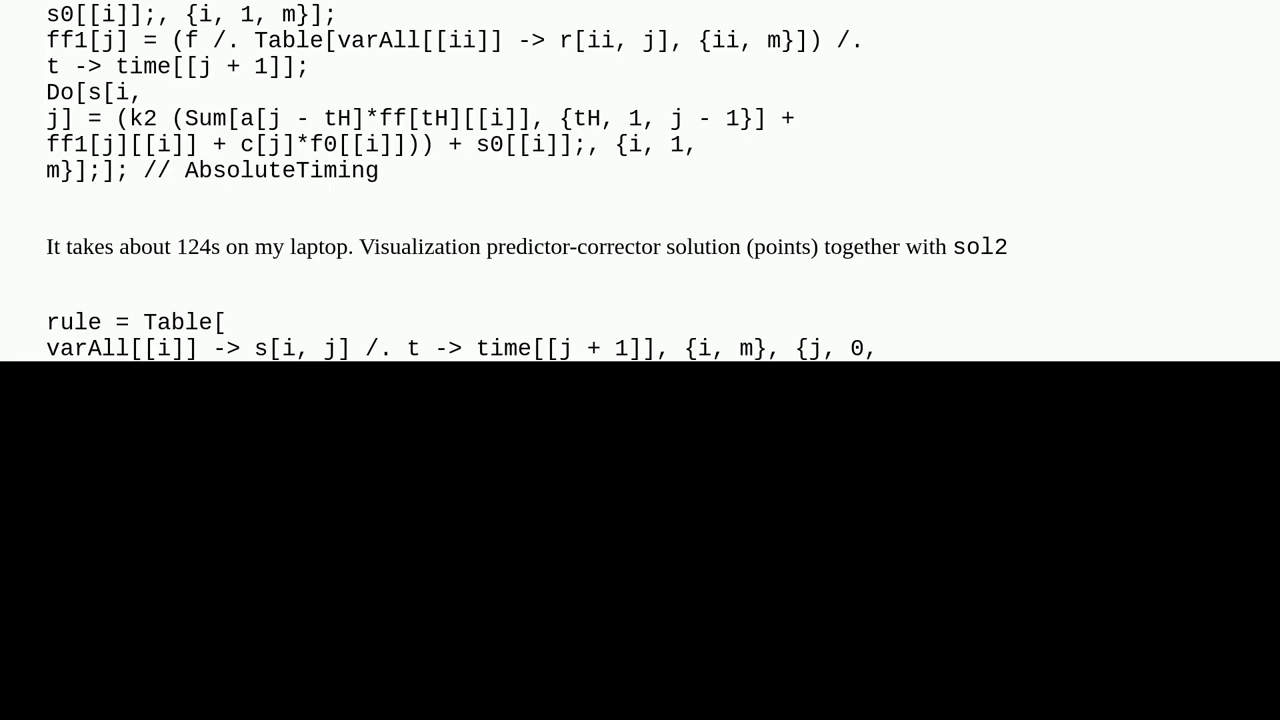 s0[[i]];, {i, 1, m}];
ff1[j] = (f /. Table[varAll[[ii]] -> r[ii, j], {ii, m}]) /.
t -> time[[j + 1]];
Do[s[i,
j] = (k2 (Sum[a[j - tH]*ff[tH][[i]], {tH, 1, j - 1}] +
ff1[j][[i]] + c[j]*f0[[i]])) + s0[[i]];, {i, 1,
m}];]; // AbsoluteTiming
It takes about 124s on my laptop. Visualization predictor-corrector solution (points) together with sol2
rule = Table[
varAll[[i]] -> s[i, j] /. t -> time[[j + 1]], {i, m}, {j, 0,